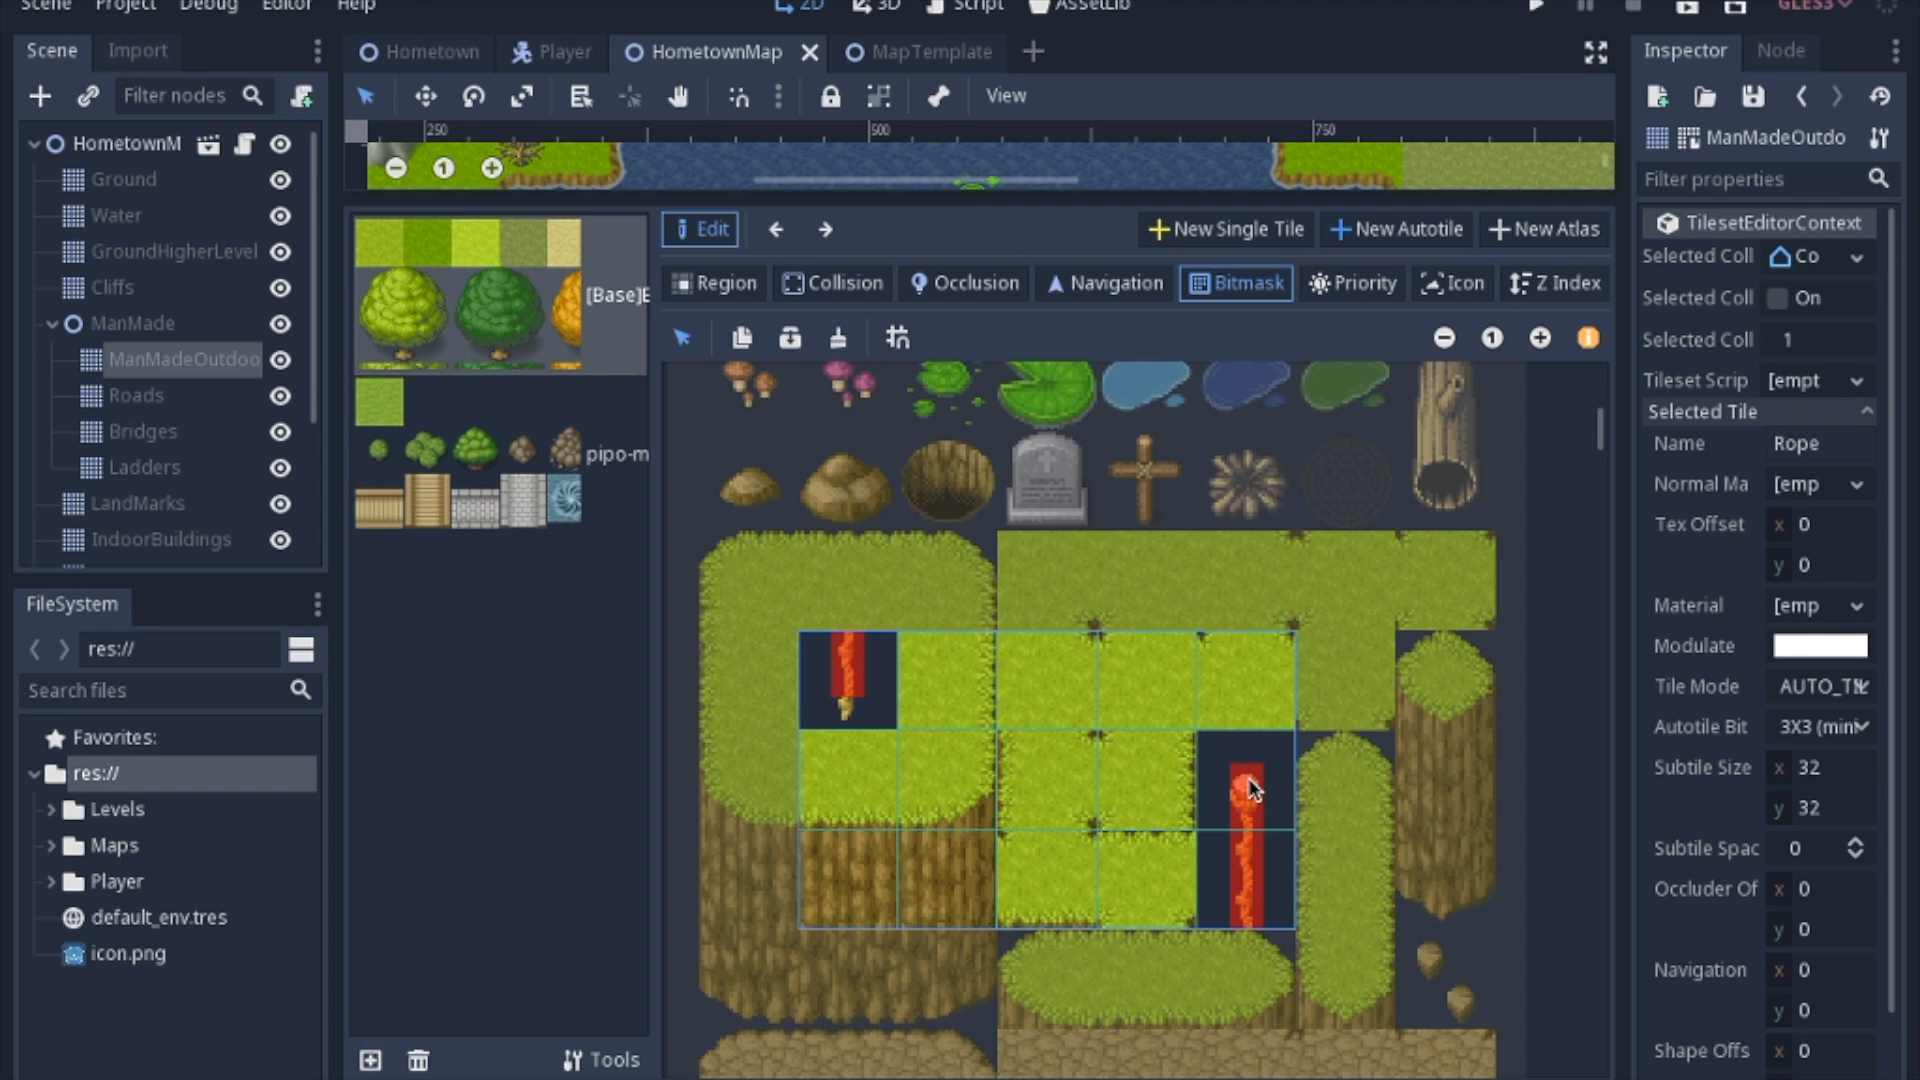 Scene Project Debug Editor Help
2D 3D Script AssetLib
GLES3
Scene Import
Hometown Player HometownMap MapTemplate
Inspector Node
Filter nodes
View
250 500 750
HometownM
Ground
Water
GroundHigherLevel
Cliffs
ManMade
ManMadeOutdoo
Roads
Bridges
Ladders
LandMarks
IndoorBuildings
FileSystem
res://
Search files
Favorites:
res://
Levels
Maps
Player
default_env.tres
icon.png
1
[Base]E
pipo-m
Tools
Edit
New Single Tile New Autotile New Atlas
Region Collision Occlusion Navigation Bitmask Priority Icon Z Index
1
ManMadeOutdo
Filter properties
TilesetEditorContext
Selected Coll Co
Selected Coll On
Selected Coll 1
Tileset Scrip [empt
Selected Tile
Name Rope
Normal Ma [emp
Tex Offset x 0
y 0
Material [emp
Modulate
Tile Mode AUTO_TI
Autotile Bit 3X3 (mini
Subtile Size x 32
y 32
Subtile Spac 0
Occluder Of x 0
y 0
Navigation x 0
y 0
Shape Offs x 0